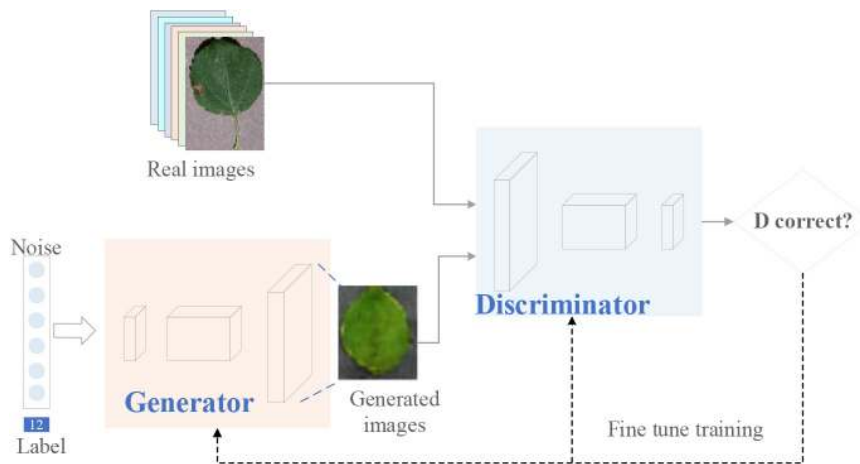 Real images
Noise
D correct?
Discriminator
Generator
Generated
images
12
Label
Fine tune training